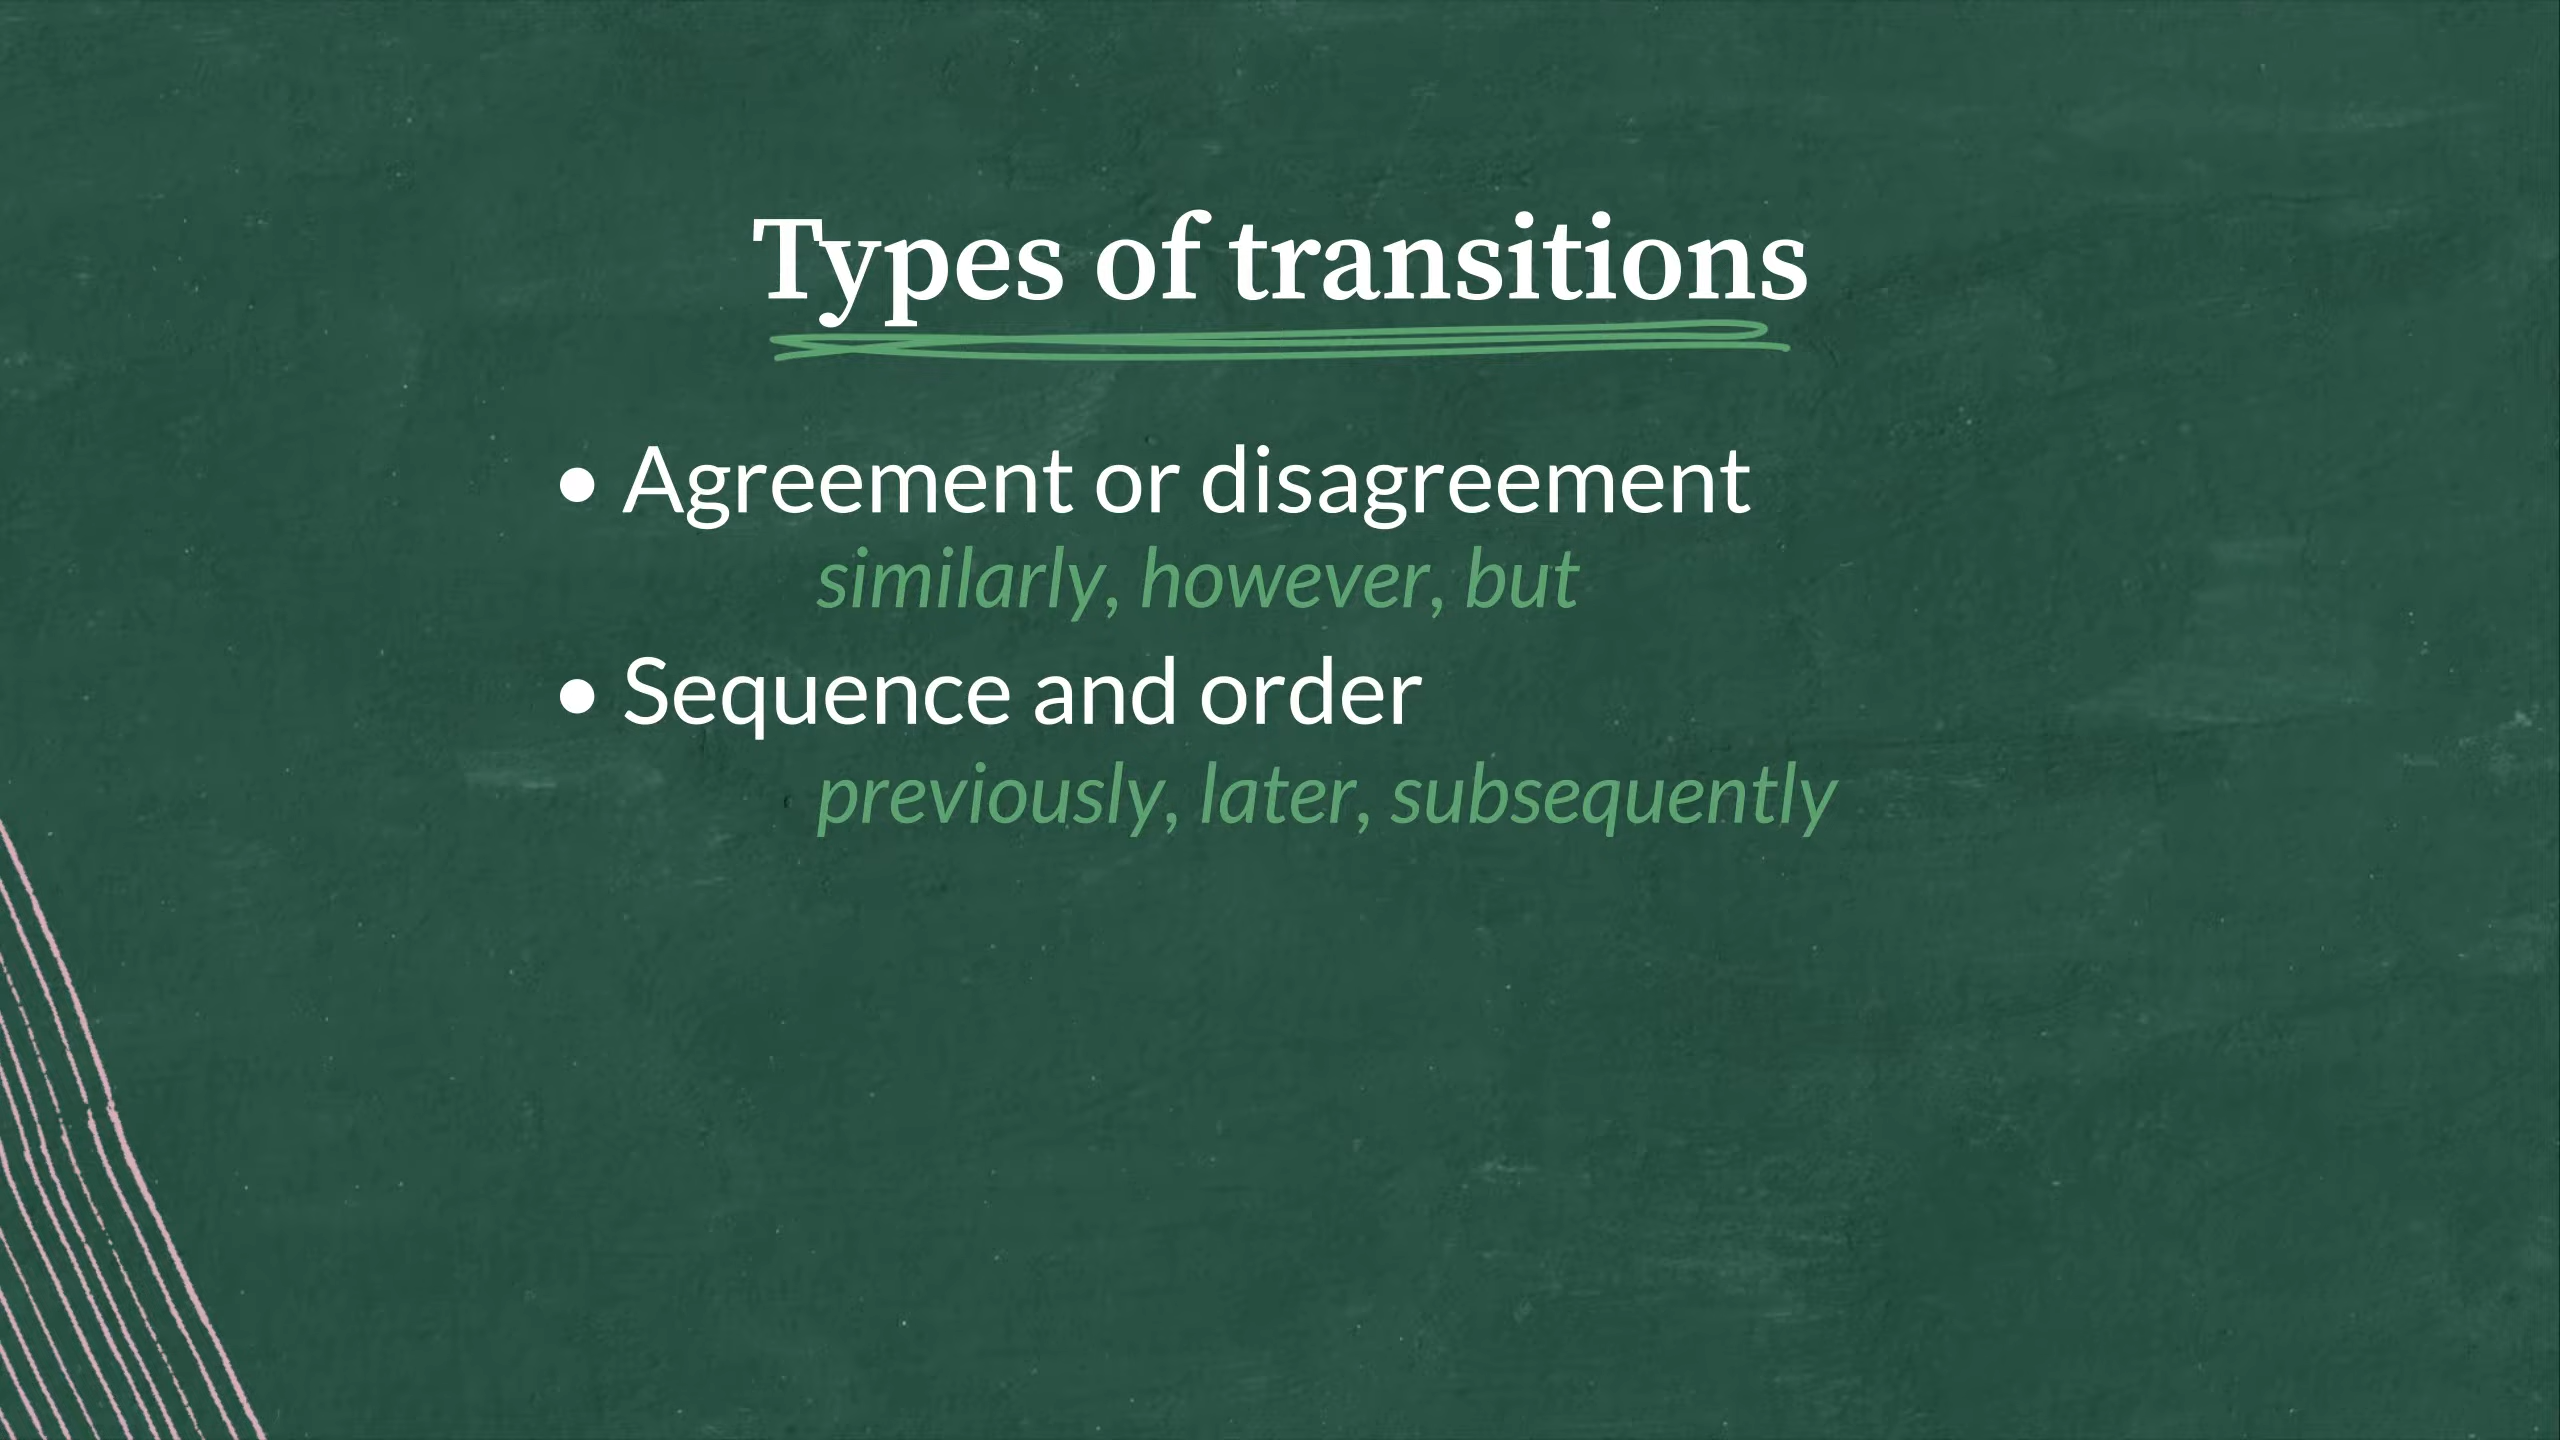 Types of transitions
• Agreement or disagreement
similarly, however, but
• Sequence and order
previously, later, subsequently